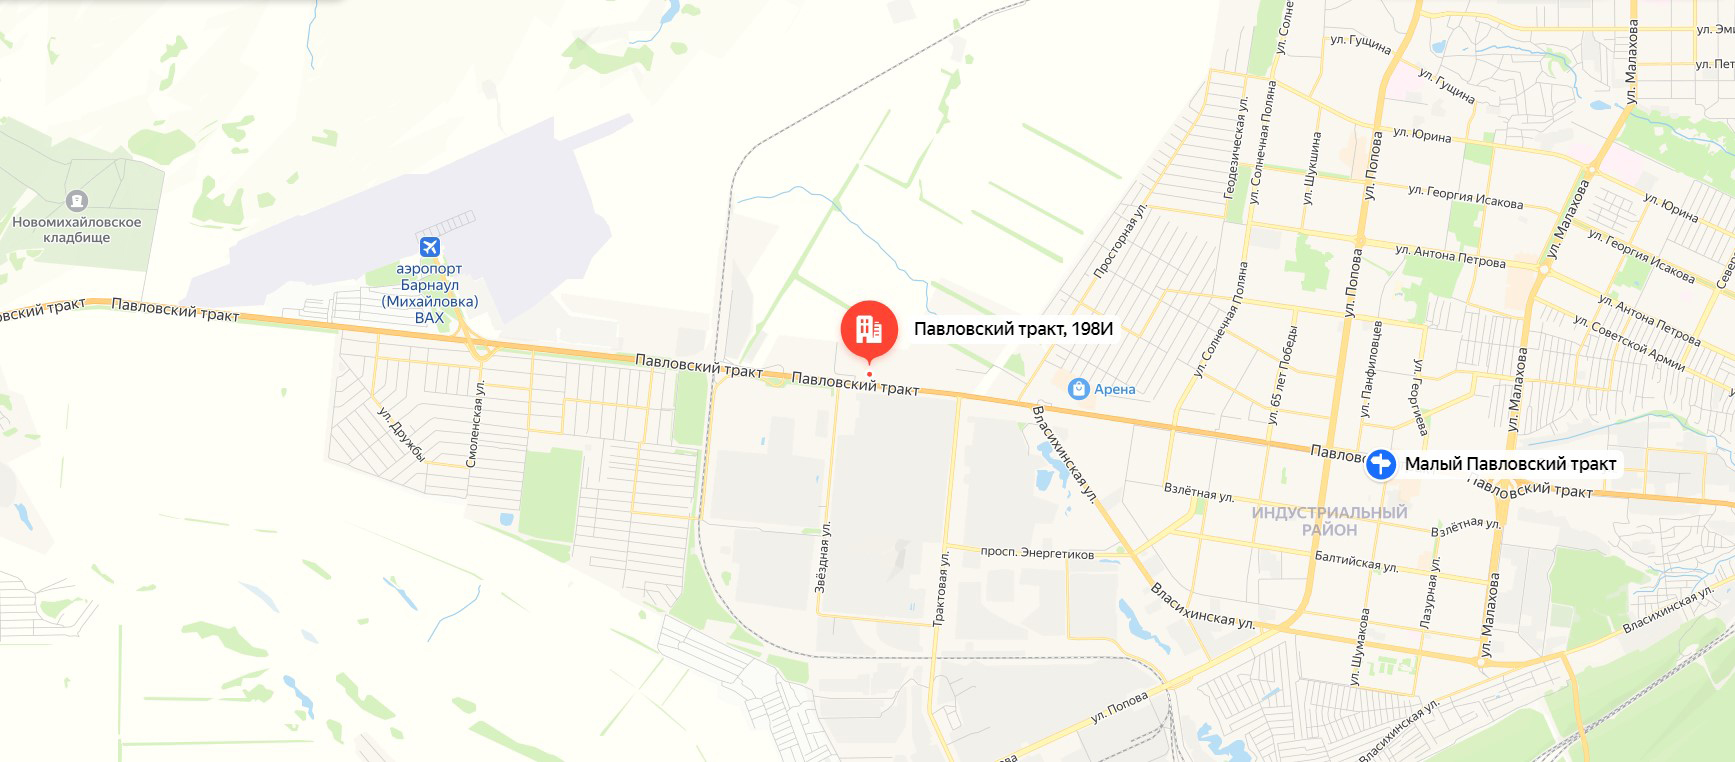 ул. Солне
ул. Гущина
ул. Эми
ул. Пет
ул. Гущина
ул. Малахова
Геодезическая ул.
ул. Солнечная Поляна
ул. Шукшина
ул. Юрина
ул. Попова
ул. Георгия Исакова
ул. Юрина
ул. Малахова
ул. Георгия Исакова
Новомихайловское
кладбище
аэропорт
Барнаул
(Михайловка)
BAX
Просторная ул.
ул. Антона Петрова
Север
ул. Попова
ул. Солнечная Поляна
ул. Антона Петрова
ул. Советской Армии
вский тракт
Павловский тракт
Павловский тракт, 198И
Павловский тракт
Павловский тракт
Арена
ул. 65 лет Победы
ул. Панфиловцев
ул. Георгиева
ул. Малахова
ул. Дружбы
Смоленская ул.
Власихинская ул.
Павловс
Малый Павловский тракт
Павловский тракт
Взлётная ул.
ИНДУСТРИАЛЬНЫЙ
РАЙОН
Взлётная ул.
Звёздная ул.
Трактовая ул.
просп. Энергетиков
Балтийская ул.
Лазурная ул.
ул. Малахова
Власихинская ул.
Власихинская ул.
ул. Шумакова
ул. Попова
Власихинская ул.
ова